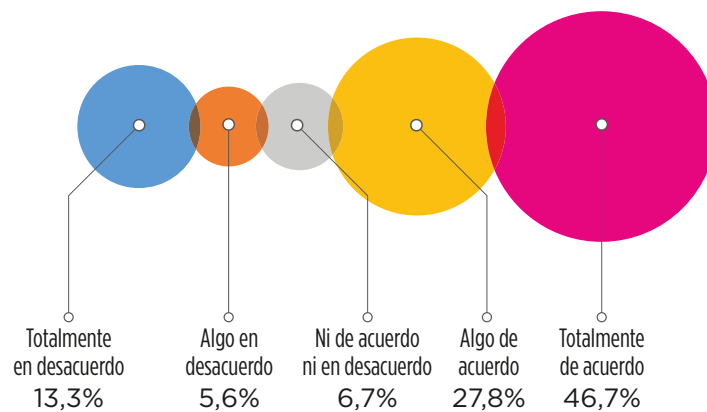 Totalmente
en desacuerdo
13,3%
Algo en
desacuerdo
5,6%
Ni de acuerdo
ni en desacuerdo
6,7%
Algo de
acuerdo
27,8%
Totalmente
de acuerdo
46,7%